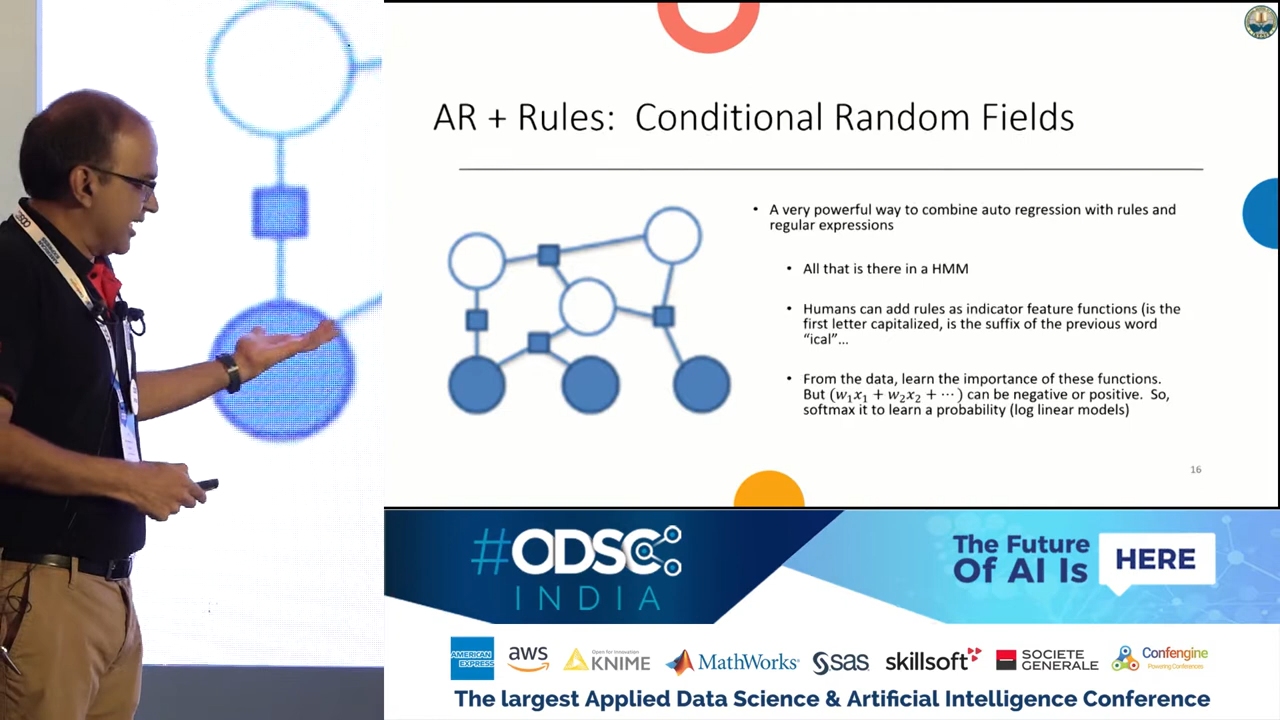 AR + Rules: Conditional Random Fields
• A very powerful way to combine auto regression with rules and
regular expressions
• All that is there in a HMM
• Humans can add rules as indicator feature functions (is the
first letter capitalized, is the suffix of the previous word
"ical"...
• From the data, learn the importance of these functions.
But (w₁x₁ + w₂x₂ + ⋯) can be negative or positive. So,
softmax it to learn a probability (log linear models)
16
#ODSC
INDIA
The Future
Of AI Is
HERE
AMERICAN
EXPRESS
aws
Open for Innovation
KNIME
MathWorks®
sas
skillsoft
SOCIETE
GENERALE
Confengine
Powering Conferences
The largest Applied Data Science & Artificial Intelligence Conference